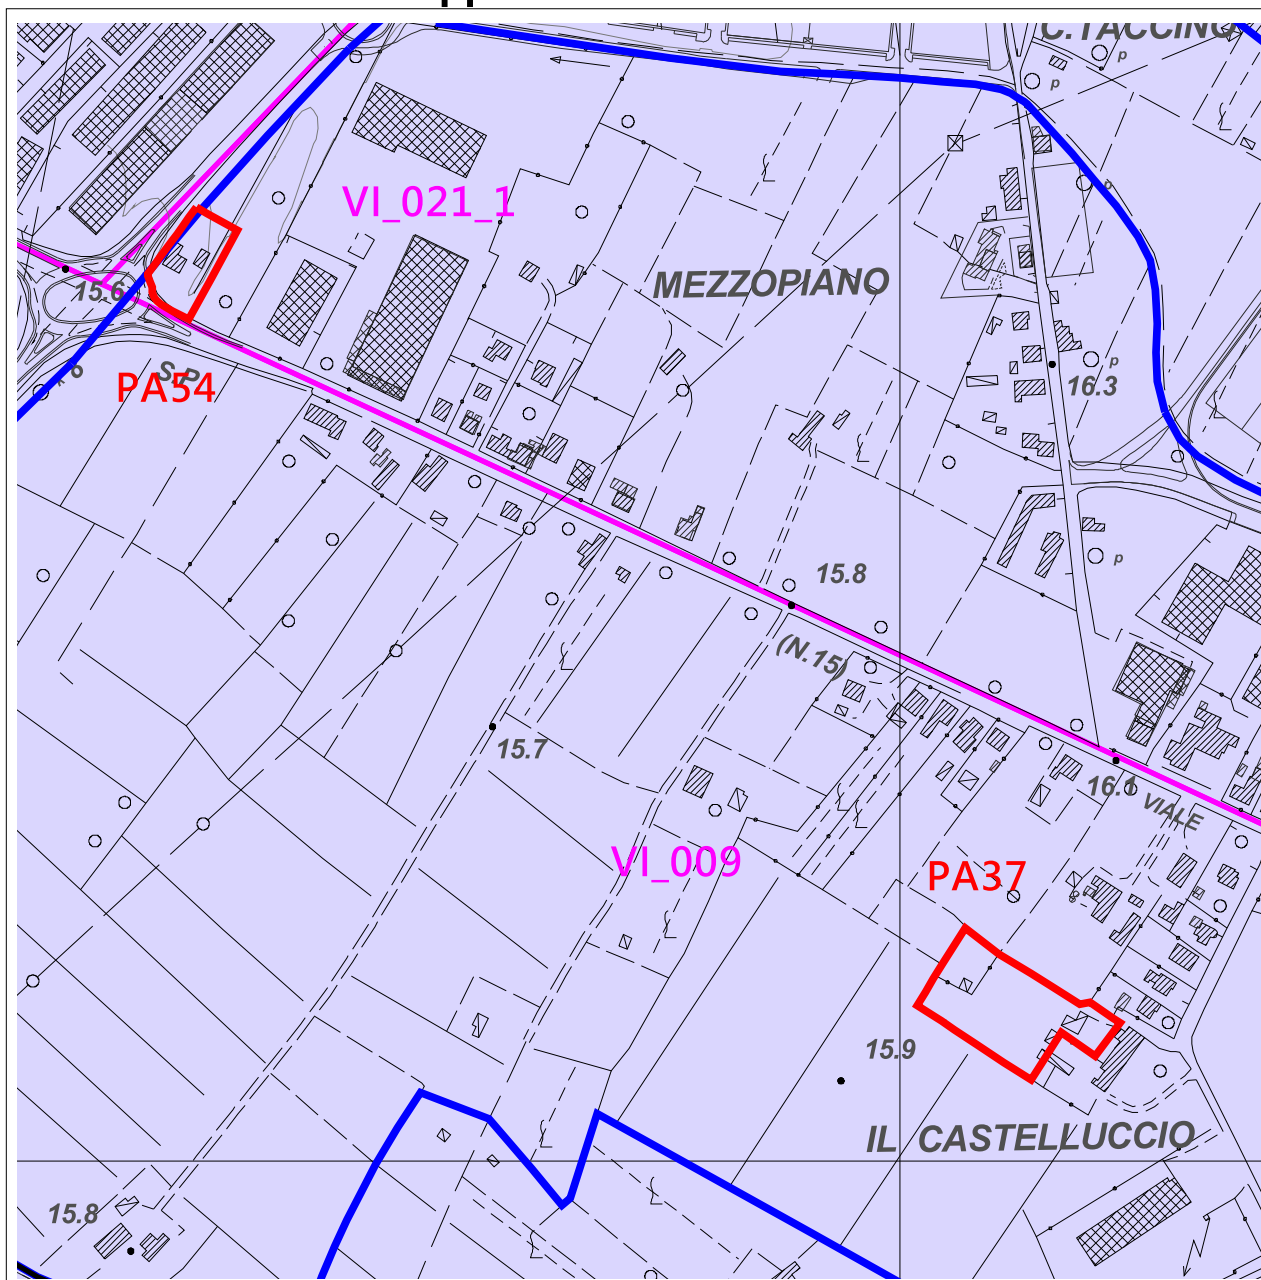 C.TACCINO
p
p
VI_021_1
p
MEZZOPIANO
15.6
S.P.
p
PA54
16.3
p
15.8
(N.15)
15.7
16.1
VIALE
VI_009
PA37
15.9
IL CASTELLUCCIO
15.8